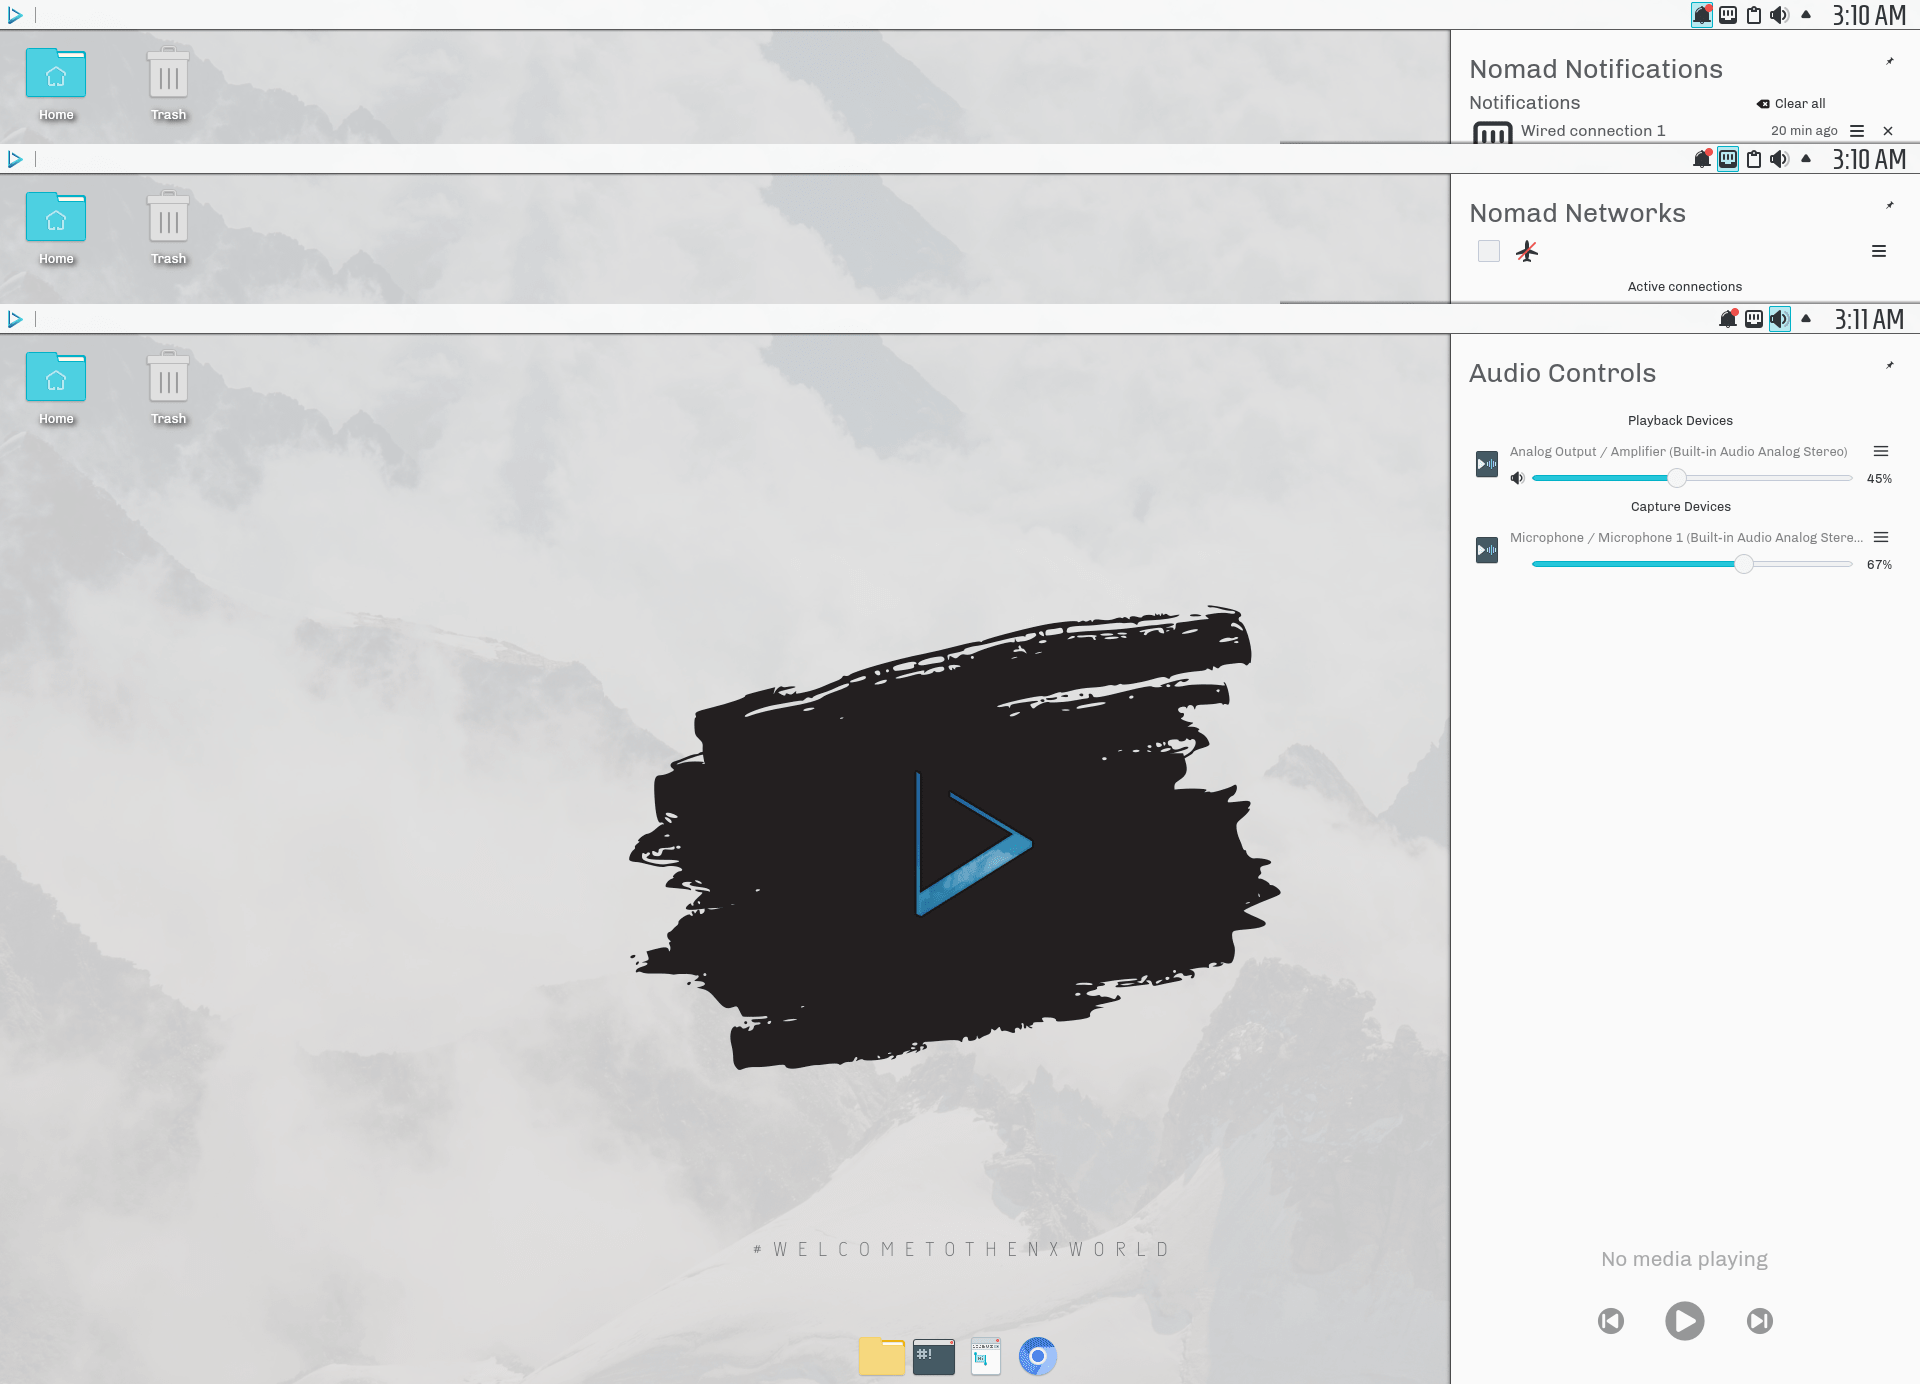 3:10 AM
Home
Trash
Nomad Notifications
Notifications
Clear all
Wired connection 1
20 min ago
3:10 AM
Home
Trash
Nomad Networks
Active connections
3:11 AM
Home
Trash
Audio Controls
Playback Devices
Analog Output / Amplifier (Built-in Audio Analog Stereo)
45%
Capture Devices
Microphone / Microphone 1 (Built-in Audio Analog Stere...
67%
#WELCOMETOTHENXWORLD
No media playing
#!